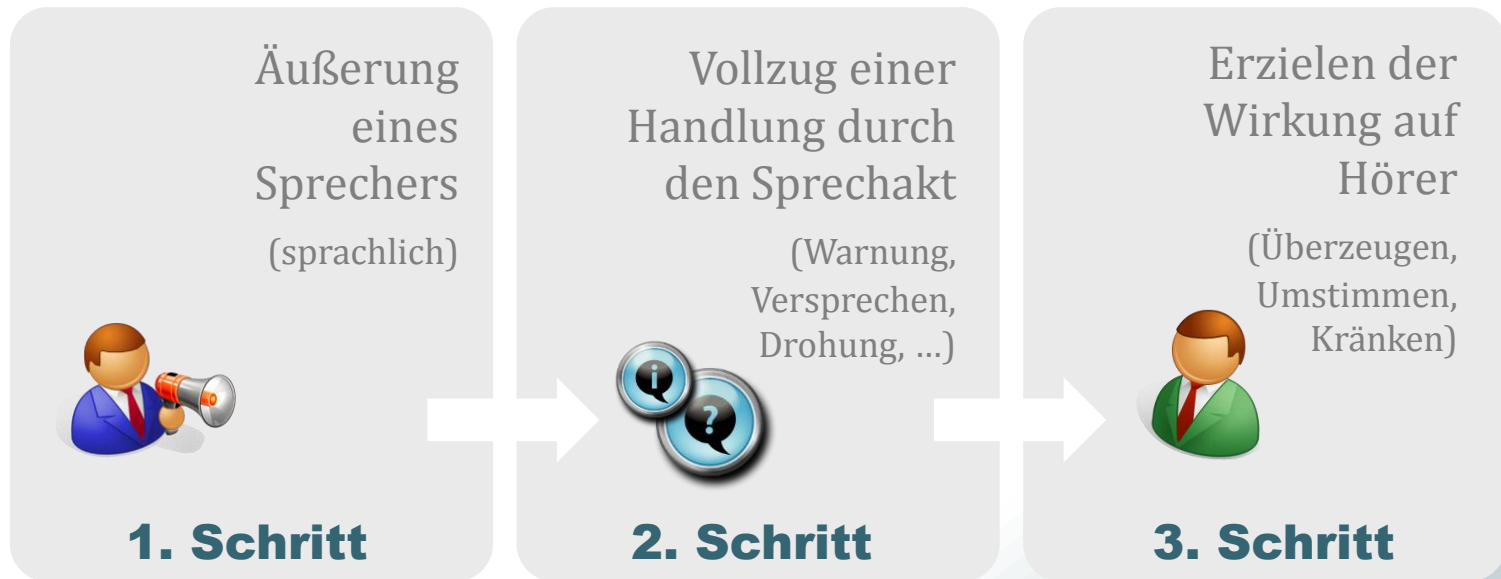 Äußerung
eines
Sprechers
(sprachlich)
1. Schritt
Vollzug einer
Handlung durch
den Sprechakt
(Warnung,
Versprechen,
Drohung, ...)
i
?
2. Schritt
Erzielen der
Wirkung auf
Hörer
(Überzeugen,
Umstimmen,
Kränken)
3. Schritt